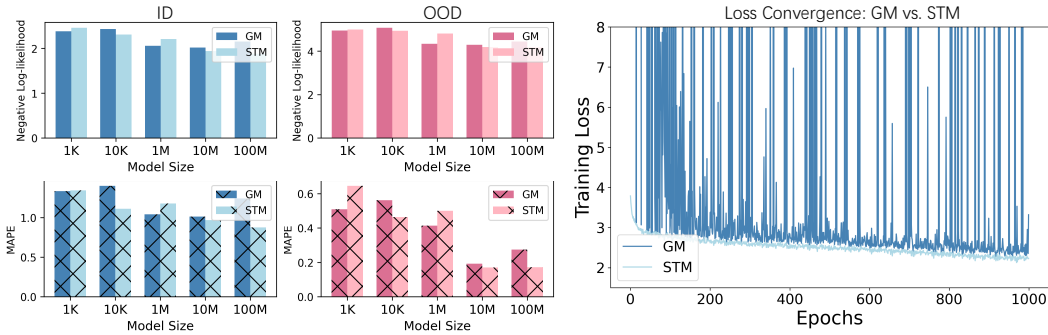 ID
Negative Log-likelihood
2
1
0
GM
STM
1K 10K 1M 10M 100M
Model Size
OOD
Negative Log-likelihood
4
2
0
GM
STM
1K 10K 1M 10M 100M
Model Size
MAPE
1.0
0.5
0.0
GM
STM
1K 10K 1M 10M 100M
Model Size
MAPE
0.6
0.4
0.2
0.0
GM
STM
1K 10K 1M 10M 100M
Model Size
Loss Convergence: GM vs. STM
Training Loss
8
7
6
5
4
3
2
GM
STM
0 200 400 600 800 1000
Epochs